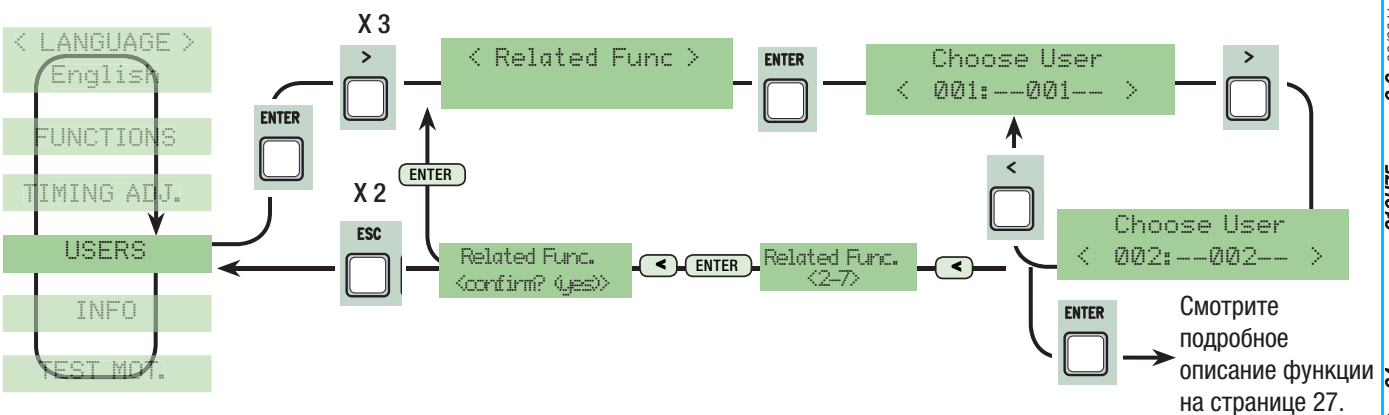 < LANGUAGE >
English
FUNCTIONS
TIMING ADJ.
USERS
INFO
TEST MOT.
ENTER
X 3
>
< Related Func >
ENTER
Choose User
< 001:--001-- >
>
ENTER
X 2
ESC
Related Func.
<confirm? (yes)>
<
ENTER
Related Func.
<2-7>
<
<
Choose User
< 002:--002-- >
ENTER
Смотрите
подробное
описание функции
на странице 27.